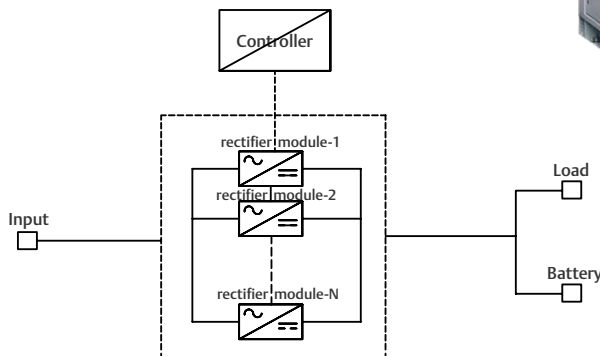 Controller
rectifier module-1
rectifier module-2
Load
Input
Battery
rectifier module-N